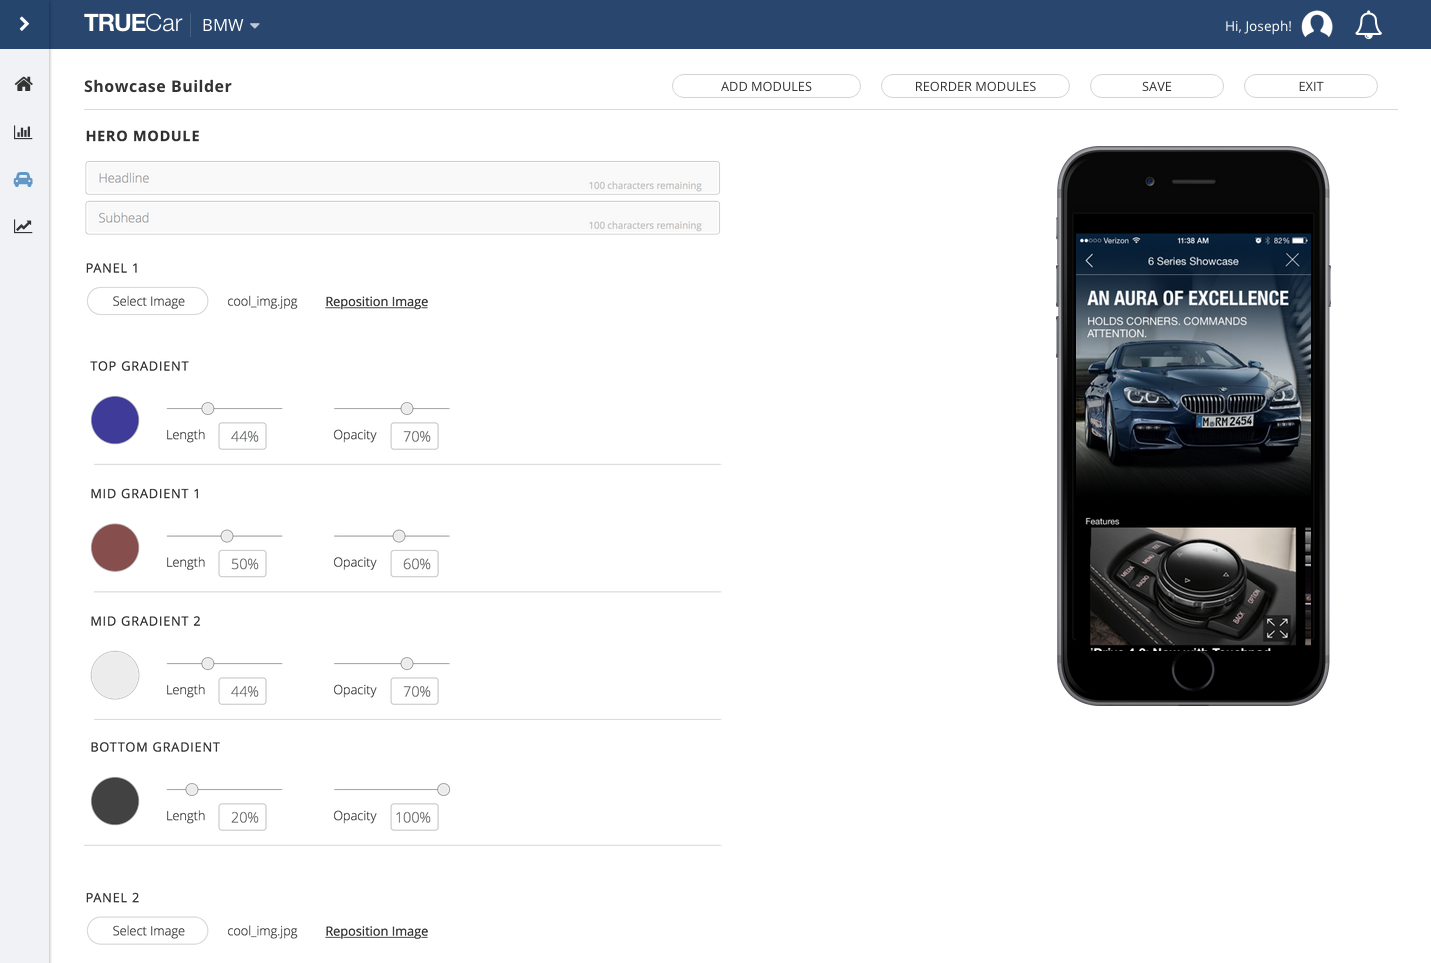 TRUECar BMW
Hi, Joseph!
Showcase Builder
ADD MODULES
REORDER MODULES
SAVE
EXIT
HERO MODULE
Headline
100 characters remaining
Subhead
100 characters remaining
PANEL 1
Select Image
cool_img.jpg
Reposition Image
TOP GRADIENT
Length 44%
Opacity 70%
MID GRADIENT 1
Length 50%
Opacity 60%
MID GRADIENT 2
Length 44%
Opacity 70%
BOTTOM GRADIENT
Length 20%
Opacity 100%
PANEL 2
Select Image
cool_img.jpg
Reposition Image
Verizon 11:38 AM 82%
6 Series Showcase
AN AURA OF EXCELLENCE
HOLDS CORNERS. COMMANDS
ATTENTION.
M RM 2454
Features
MEDIA
MENU
RADIO
BACK
OPTION